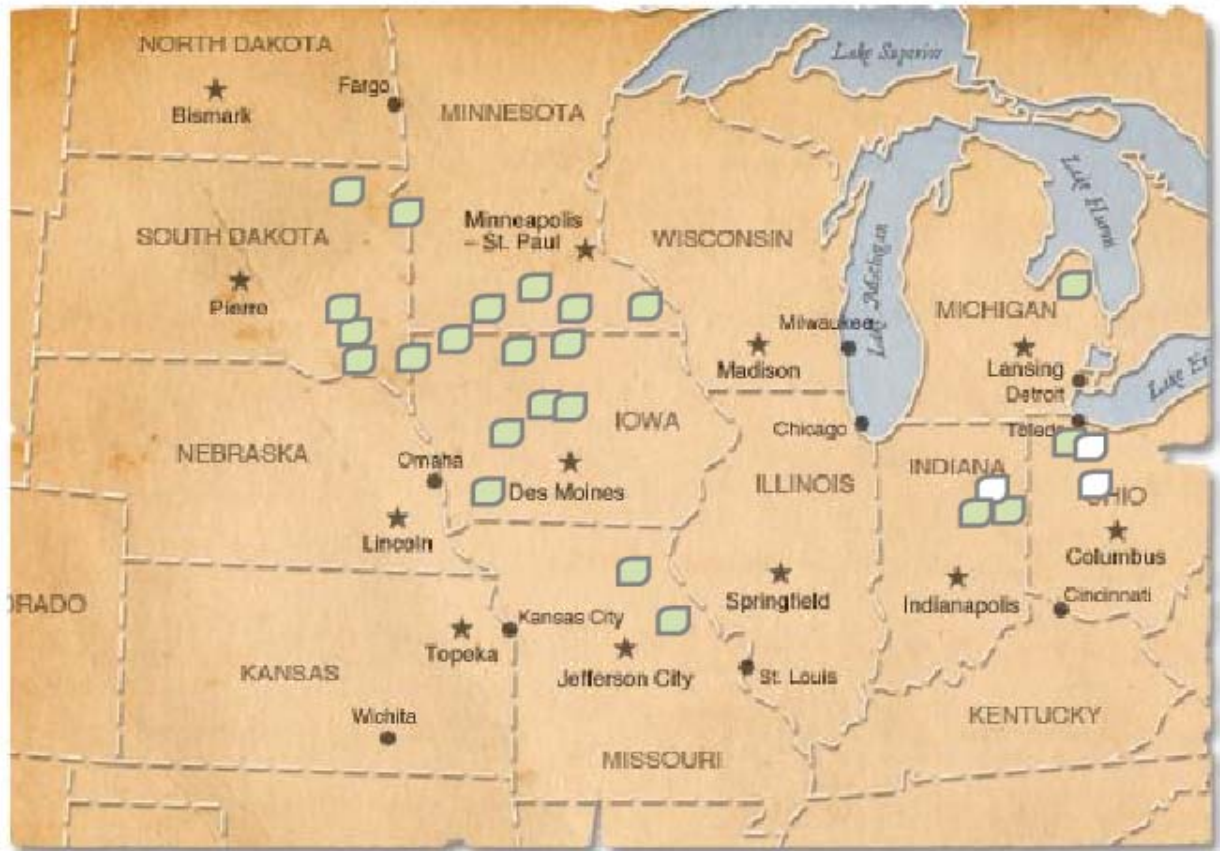 NORTH DAKOTA
Fargo
Bismark
MINNESOTA
Lake Superior
Lake Huron
SOUTH DAKOTA
Minneapolis
– St. Paul
WISCONSIN
Lake Michigan
Pierre
MICHIGAN
Milwaukee
Madison
Lansing
Detroit
Lake Er
Toledo
Chicago
IOWA
NEBRASKA
Omaha
Des Moines
ILLINOIS
INDIANA
OHIO
Lincoln
Columbus
ORADO
Springfield
Indianapolis
Cincinnati
Kansas City
Topeka
Jefferson City
St. Louis
KANSAS
Wichita
KENTUCKY
MISSOURI